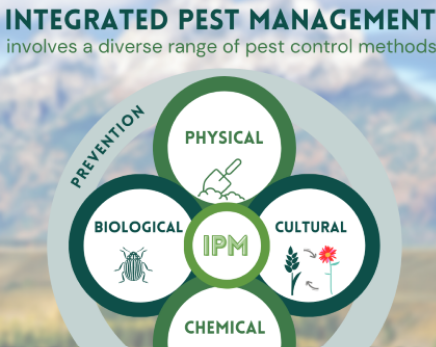 INTEGRATED PEST MANAGEMENT
involves a diverse range of pest control methods
PREVENTION
PHYSICAL
BIOLOGICAL
IPM
CULTURAL
CHEMICAL